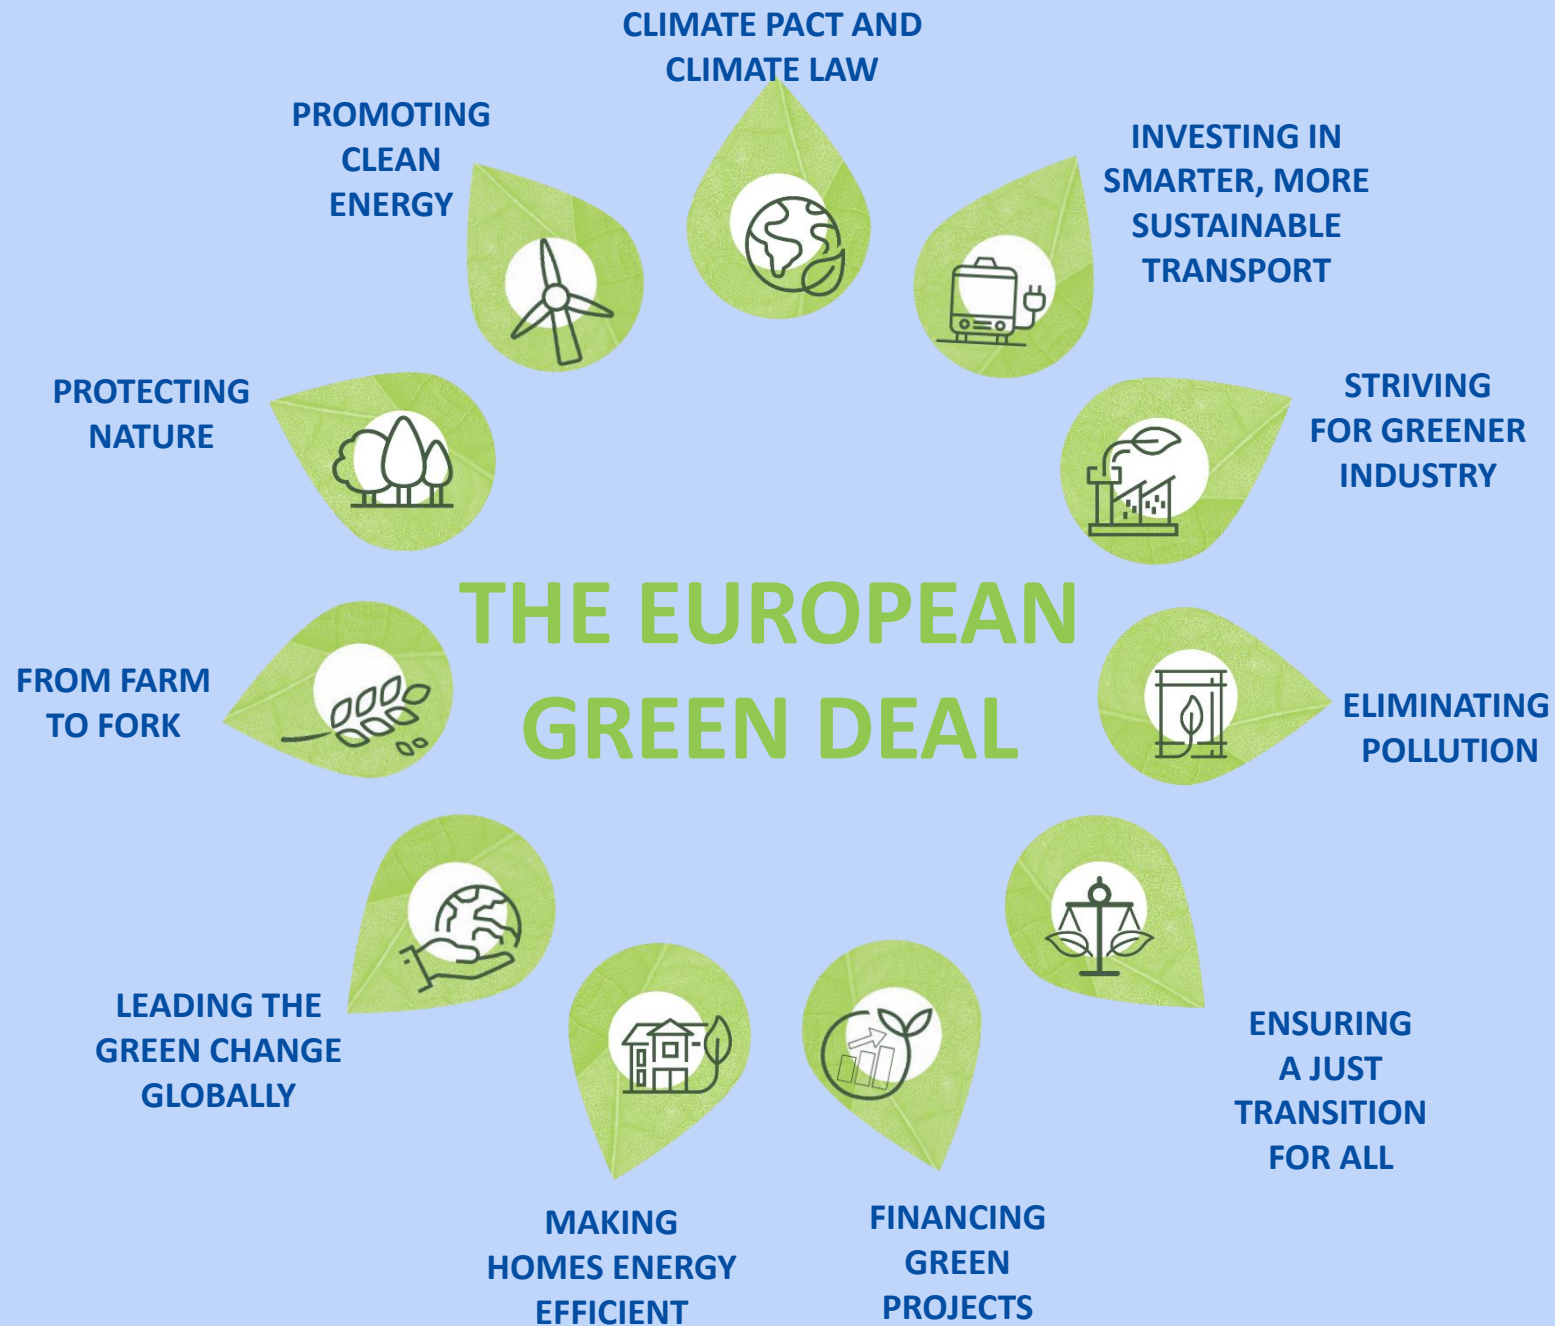 CLIMATE PACT AND
CLIMATE LAW
PROMOTING
CLEAN
ENERGY
INVESTING IN
SMARTER, MORE
SUSTAINABLE
TRANSPORT
PROTECTING
NATURE
STRIVING
FOR GREENER
INDUSTRY
THE EUROPEAN
GREEN DEAL
FROM FARM
TO FORK
ELIMINATING
POLLUTION
LEADING THE
GREEN CHANGE
GLOBALLY
ENSURING
A JUST
TRANSITION
FOR ALL
MAKING
HOMES ENERGY
EFFICIENT
FINANCING
GREEN
PROJECTS